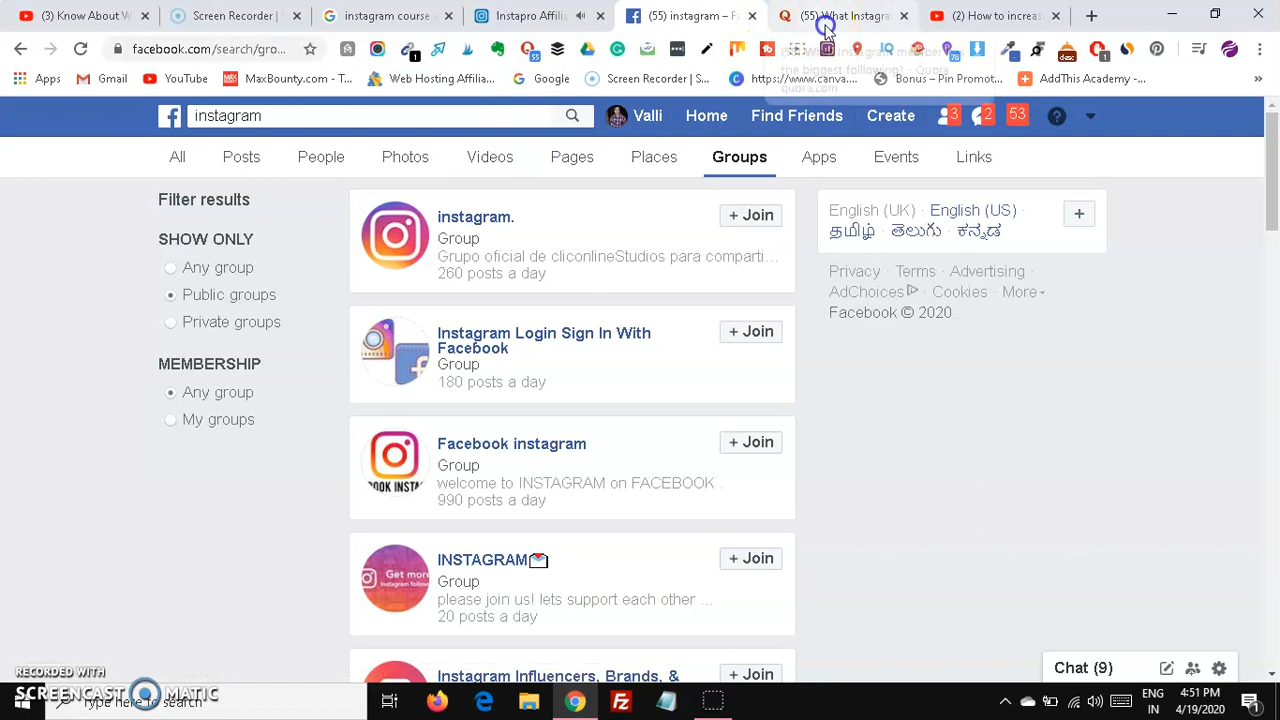 (3) Know About W
Screen Recorder |
instagram course
Instapro Affilia
(55) instagram – F
(55) What Instagra
(2) How to increas
facebook.com/search/gro...
the biggest following? - Quora
quora.com
Apps
Gmail
YouTube
MaxBounty.com
Web Hosting Affilia...
Google
Screen Recorder | S...
https://www.canva....
Bonus – Pin Promot...
AddThis Academy -...
instagram
Valli
Home
Find Friends
Create
3
2
53
All
Posts
People
Photos
Videos
Pages
Places
Groups
Apps
Events
Links
Filter results
SHOW ONLY
Any group
Public groups
Private groups
MEMBERSHIP
Any group
My groups
instagram.
Group
Grupo oficial de cliconlineStudios para comparti...
260 posts a day
+ Join
Instagram Login Sign In With
Facebook
Group
180 posts a day
+ Join
Facebook instagram
Group
welcome to INSTAGRAM on FACEBOOK .
990 posts a day
+ Join
INSTAGRAM
Group
please join us! lets support each other ...
20 posts a day
+ Join
Instagram Influencers, Brands, &
+ Join
English (UK) · English (US) ·
தமிழ் · తెలుగు · ಕನ್ನಡ
Privacy · Terms · Advertising ·
AdChoices · Cookies · More
Facebook © 2020
Chat (9)
RECORDED WITH
SCREENCAST MATIC
Type here to search
ENG
IN
4:51 PM
4/19/2020